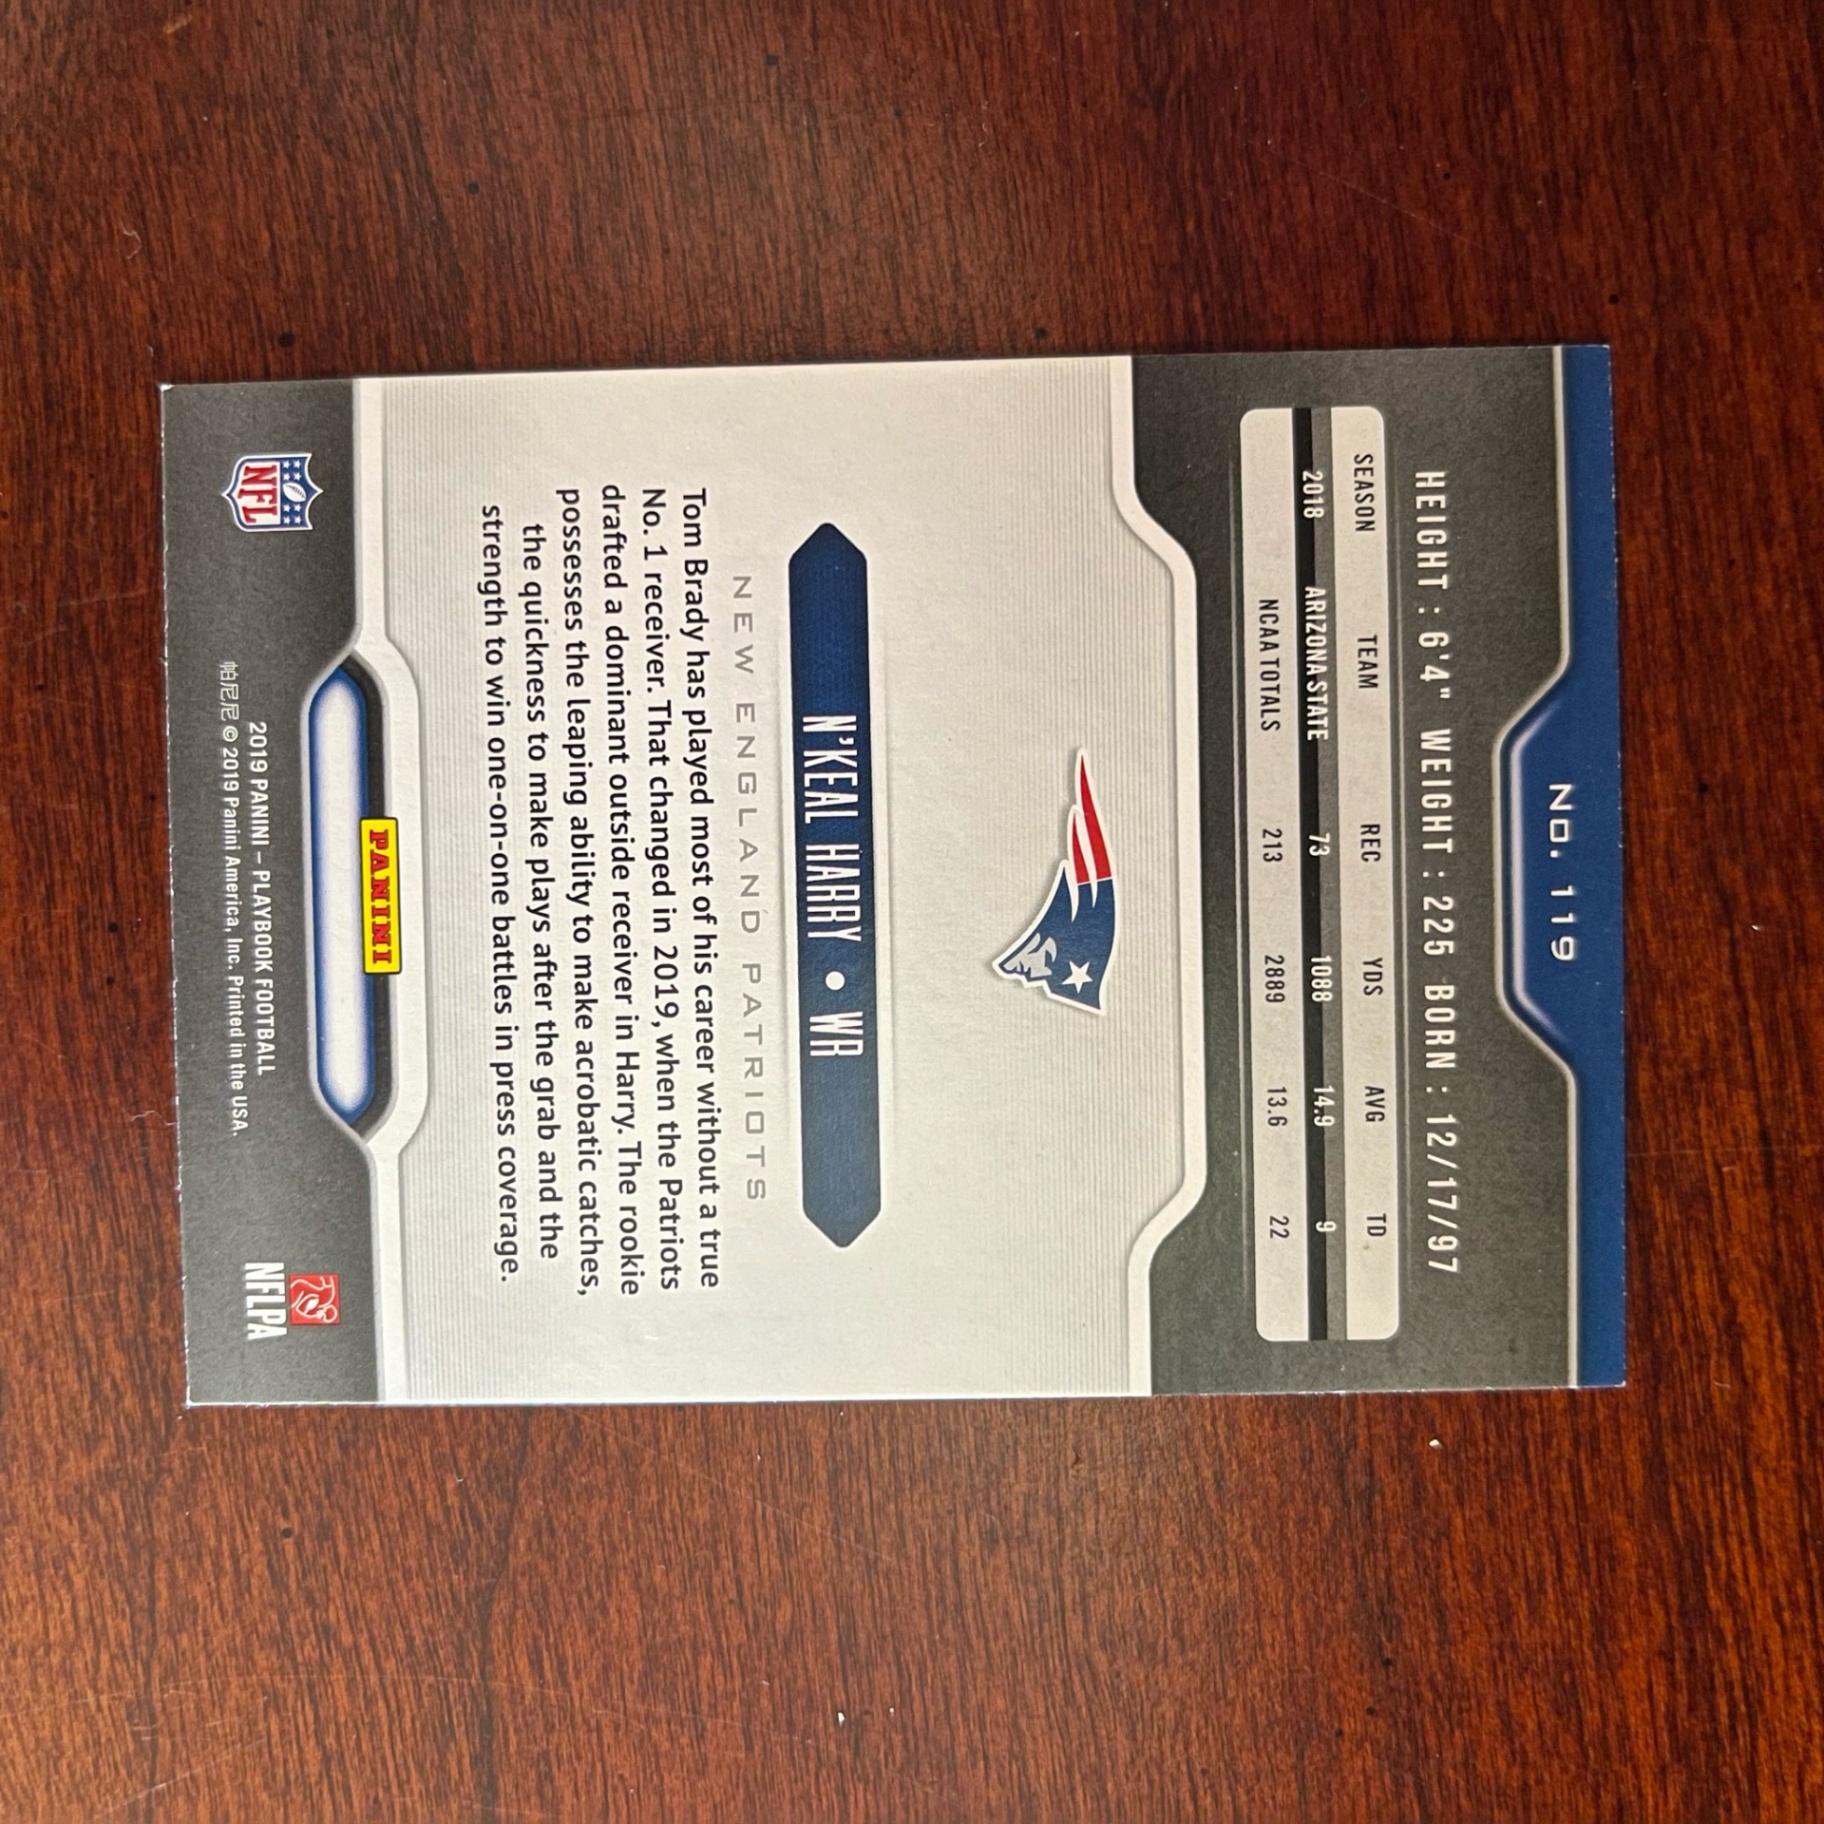 No. 119
HEIGHT : 6'4" WEIGHT : 225 BORN : 12/17/97
SEASON TEAM REC YDS AVG TD
2018 ARIZONA STATE 73 1088 14.9 9
NCAA TOTALS 213 2889 13.6 22
N'KEAL HARRY • WR
NEW ENGLAND PATRIOTS
Tom Brady has played most of his career without a true
No. 1 receiver. That changed in 2019, when the Patriots
drafted a dominant outside receiver in Harry. The rookie
possesses the leaping ability to make acrobatic catches,
the quickness to make plays after the grab and the
strength to win one-on-one battles in press coverage.
PANINI
NFL
2019 PANINI – PLAYBOOK FOOTBALL
帕尼尼 © 2019 Panini America, Inc. Printed in the USA.
NFLPA